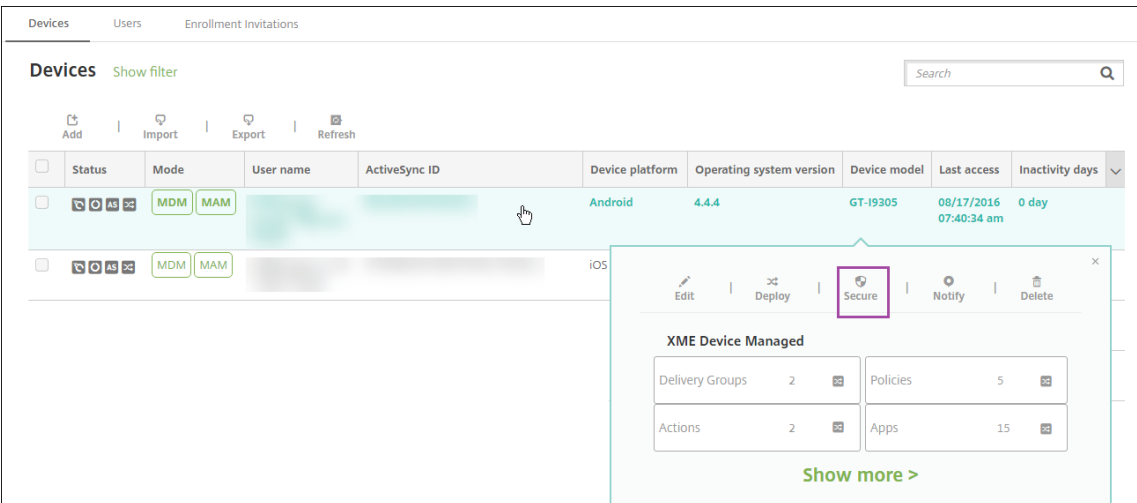 Devices Users Enrollment Invitations
Devices Show filter
Search
Add | Import | Export | Refresh
Status Mode User name ActiveSync ID Device platform Operating system version Device model Last access Inactivity days
AS MDM MAM Android 4.4.4 GT-I9305 08/17/2016 0 day
07:40:34 am
AS MDM MAM iOS
×
Edit | Deploy | Secure | Notify | Delete
XME Device Managed
Delivery Groups 2 Policies 5
Actions 2 Apps 15
Show more >